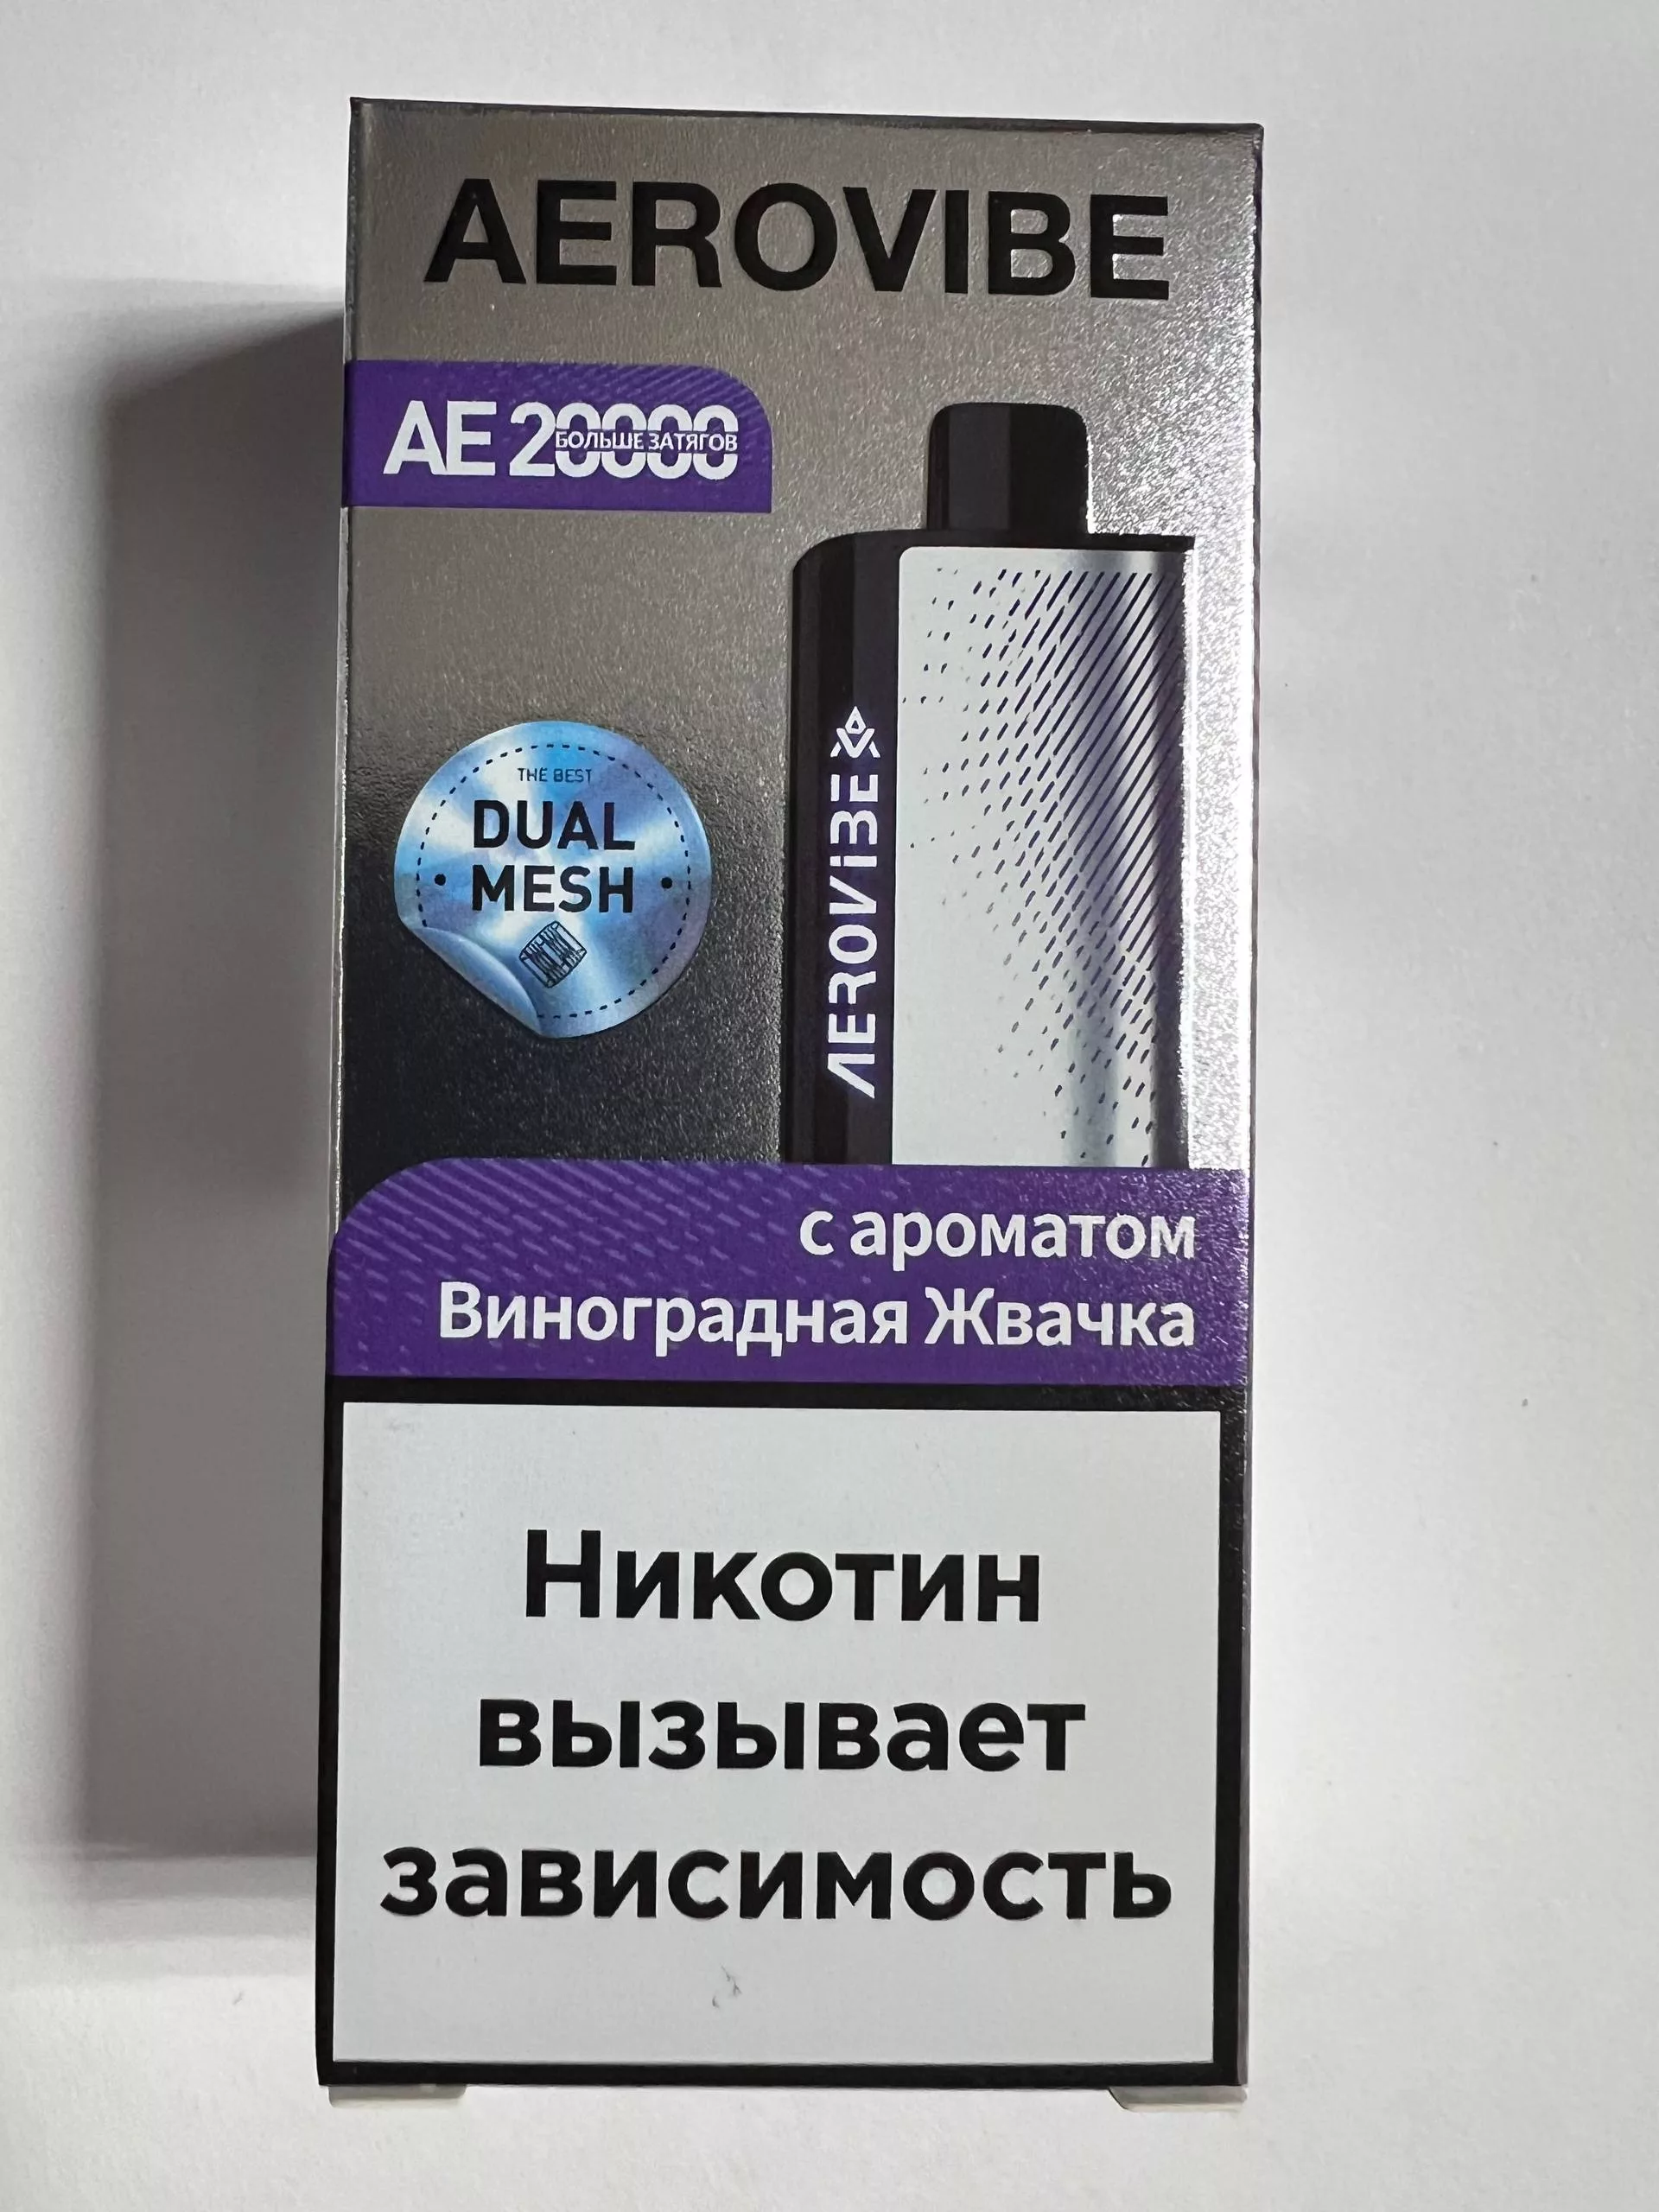 AEROVIBE
AE 20000
БОЛЬШЕ ЗАТЯГОВ
THE BEST
DUAL
MESH
AEROVIBE
с ароматом
Виноградная Жвачка
Никотин
вызывает
зависимость